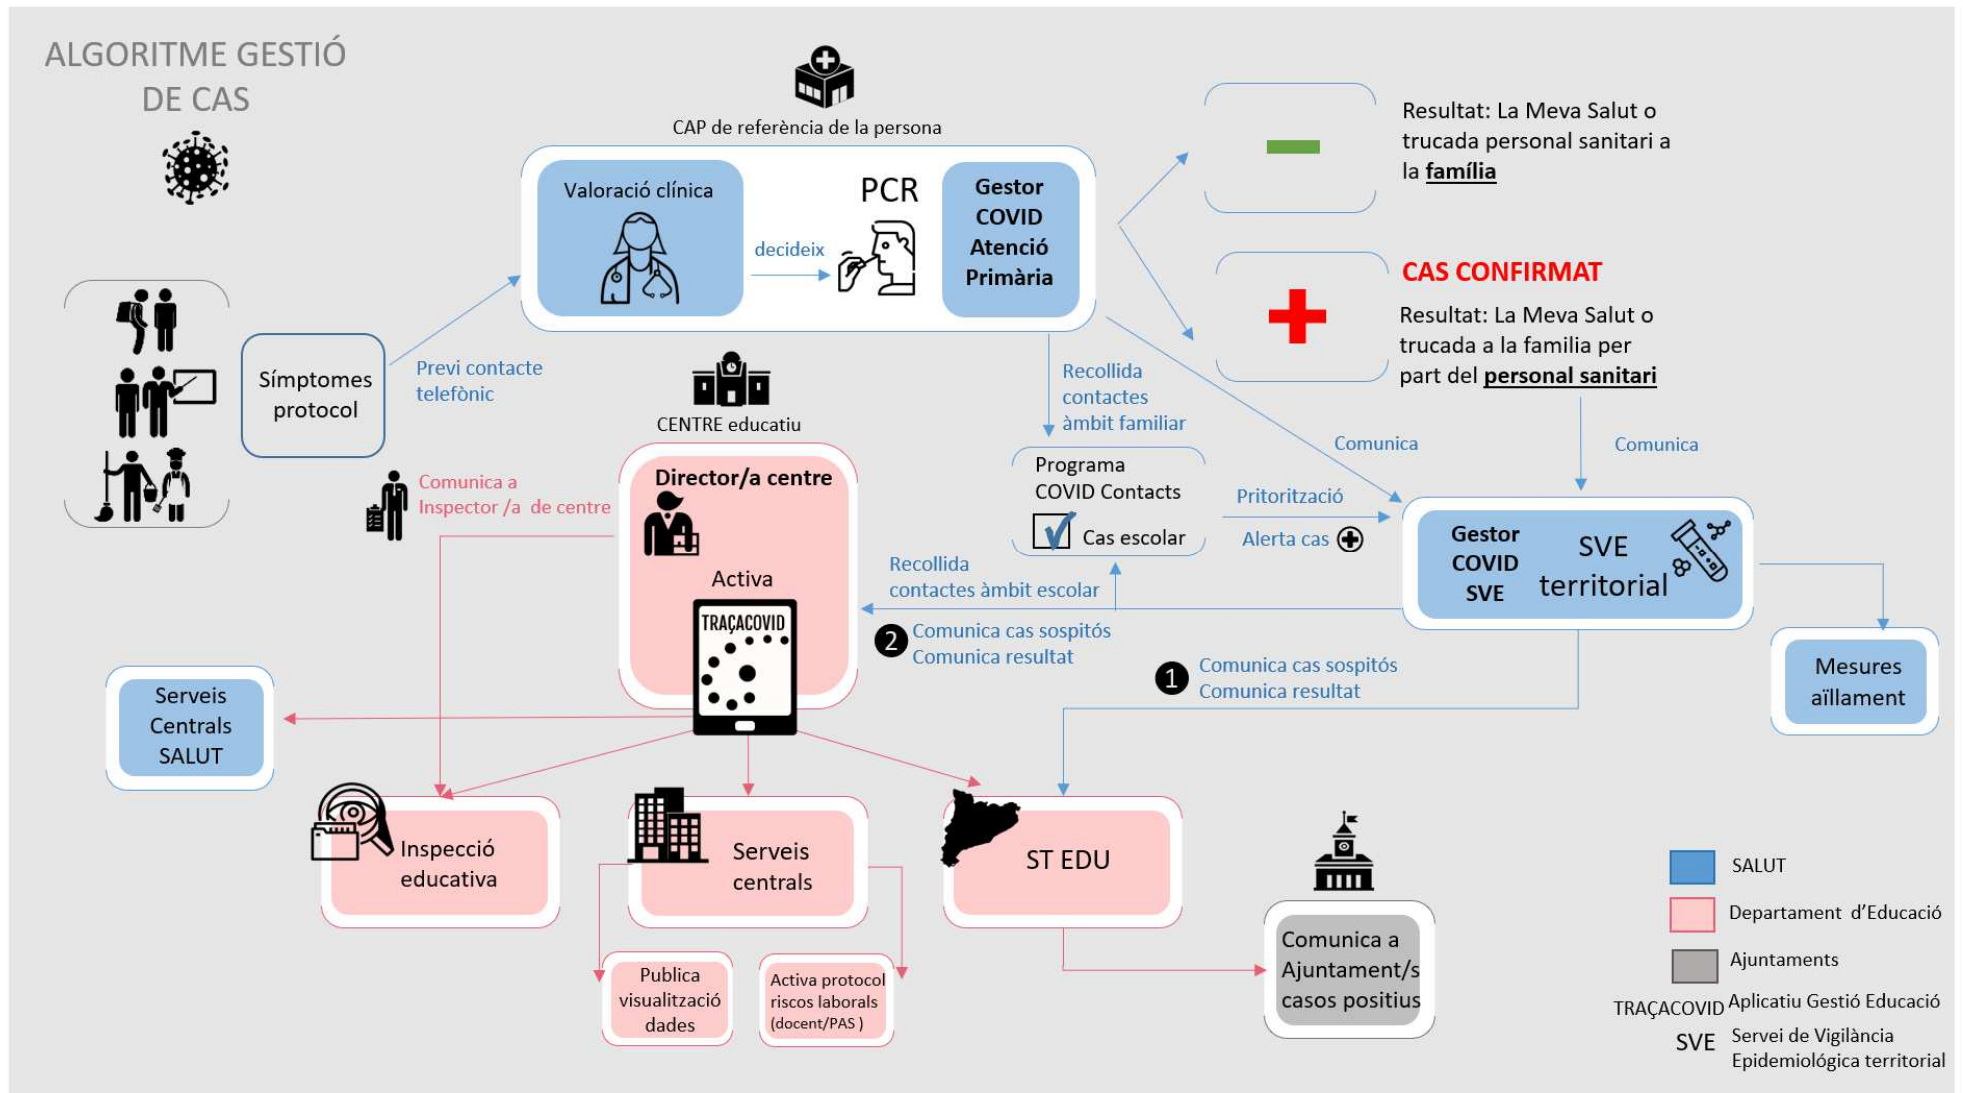 ALGORITME GESTIÓ
DE CAS
CAP de referència de la persona
Valoració clínica
decideix
PCR
Gestor
COVID
Atenció
Primària
Resultat: La Meva Salut o
trucada personal sanitari a
la família
CAS CONFIRMAT
Resultat: La Meva Salut o
trucada a la familia per
part del personal sanitari
Símptomes
protocol
Previ contacte
telefònic
CENTRE educatiu
Recollida
contactes
àmbit familiar
Comunica
Comunica
Director/a centre
Comunica a
Inspector /a  de centre
Activa
TRAÇACOVID
Programa
COVID Contacts
Cas escolar
Pritorització
Alerta cas
Gestor
COVID
SVE
SVE
territorial
Recollida
contactes àmbit escolar
2
Comunica cas sospitós
Comunica resultat
1
Comunica cas sospitós
Comunica resultat
Mesures
aïllament
Serveis
Centrals
SALUT
Inspecció
educativa
Serveis
centrals
ST EDU
Publica
visualització
dades
Activa protocol
riscos laborals
(docent/PAS )
Comunica a
Ajuntament/s
casos positius
SALUT
Departament  d’Educació
Ajuntaments
TRAÇACOVID Aplicatiu Gestió Educació
SVE Servei de Vigilància
Epidemiológica territorial